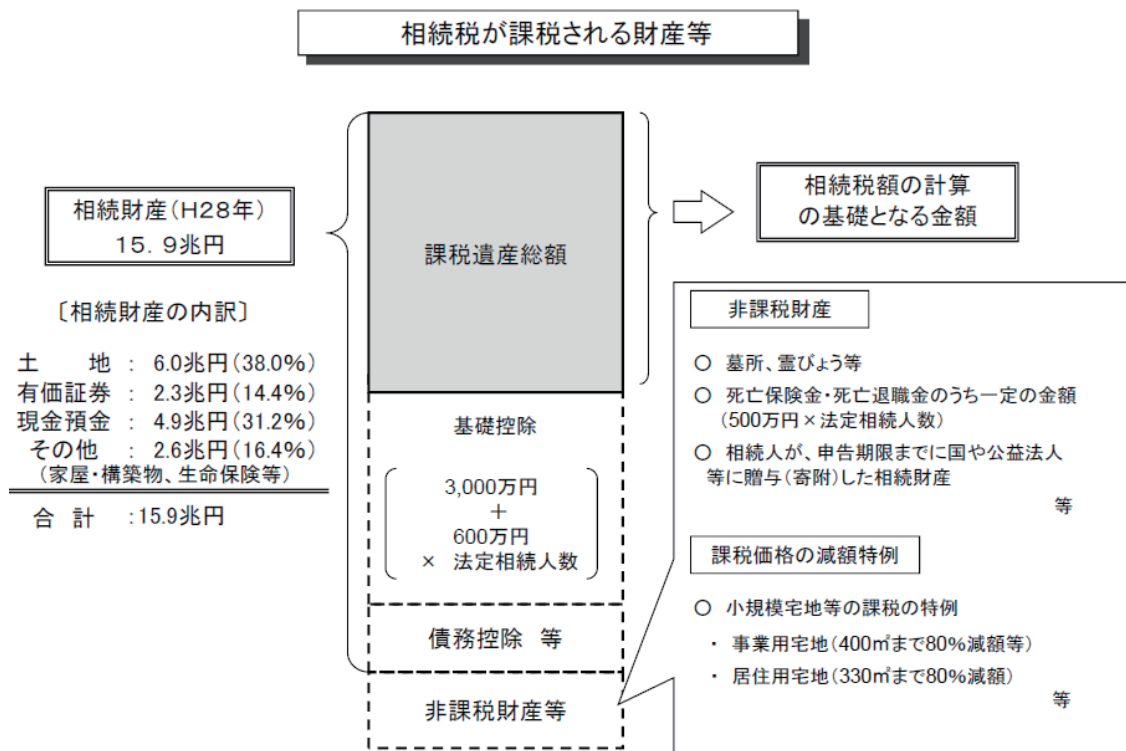 相続税が課税される財産等
相続財産(H28年)
15.9兆円
〔相続財産の内訳〕
土　　地 : 6.0兆円(38.0%)
有価証券 : 2.3兆円(14.4%)
現金預金 : 4.9兆円(31.2%)
その他 : 2.6兆円(16.4%)
(家屋・構築物、生命保険等)
合 計 :15.9兆円
課税遺産総額
基礎控除
3,000万円
+
600万円
× 法定相続人数
債務控除 等
非課税財産等
相続税額の計算
の基礎となる金額
非課税財産
○ 墓所、霊びょう等
○ 死亡保険金・死亡退職金のうち一定の金額
(500万円×法定相続人数)
○ 相続人が、申告期限までに国や公益法人
等に贈与(寄附)した相続財産
等
課税価格の減額特例
○ 小規模宅地等の課税の特例
・ 事業用宅地(400㎡まで80%減額等)
・ 居住用宅地(330㎡まで80%減額)
等